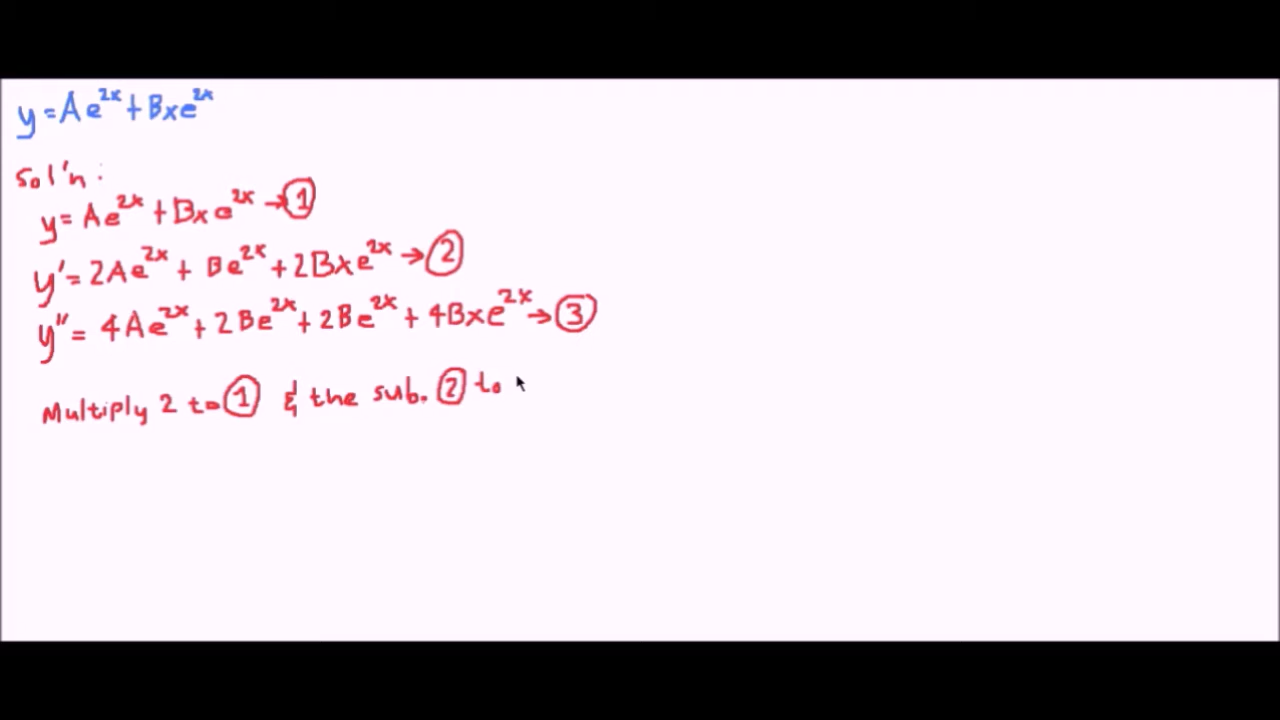 y = Ae^{2x} + Bxe^{2x}
Sol'n :
y = Ae^{2x} + Bxe^{2x} → ①
y' = 2Ae^{2x} + Be^{2x} + 2Bxe^{2x} → ②
y'' = 4Ae^{2x} + 2Be^{2x} + 2Be^{2x} + 4Bxe^{2x} → ③
Multiply 2 to ① & the sub. ② to